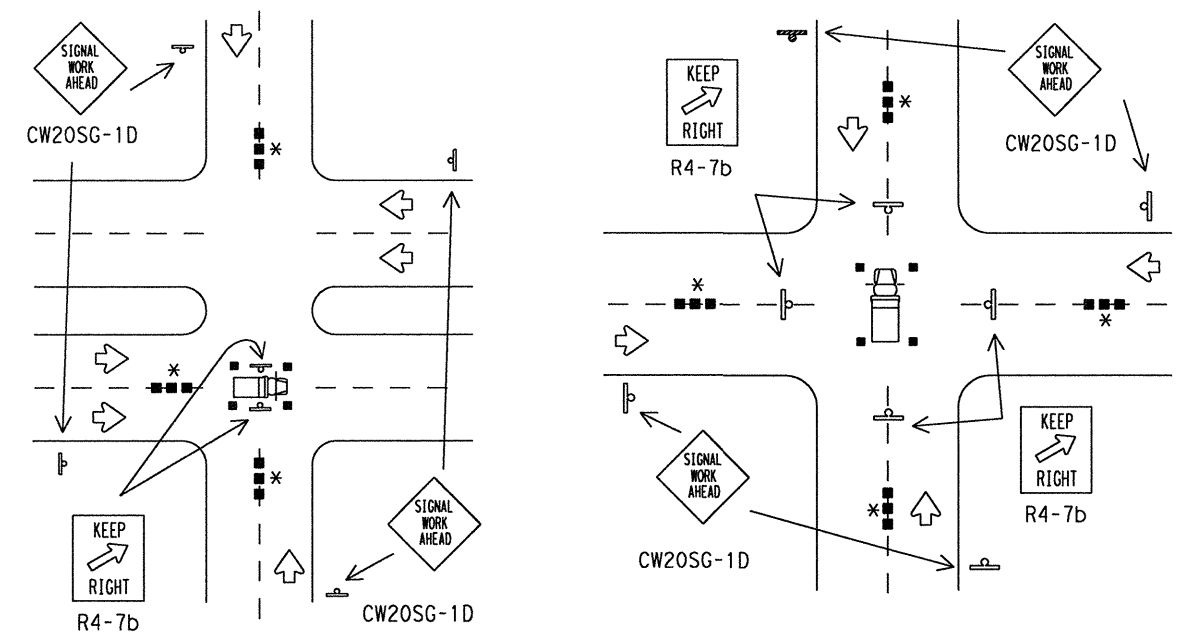 SIGNAL
WORK
AHEAD
CW20SG-1D
*
*
*
KEEP
RIGHT
R4-7b
SIGNAL
WORK
AHEAD
CW20SG-1D
KEEP
RIGHT
R4-7b
*
SIGNAL
WORK
AHEAD
CW20SG-1D
*
*
SIGNAL
WORK
AHEAD
CW20SG-1D
*
KEEP
RIGHT
R4-7b